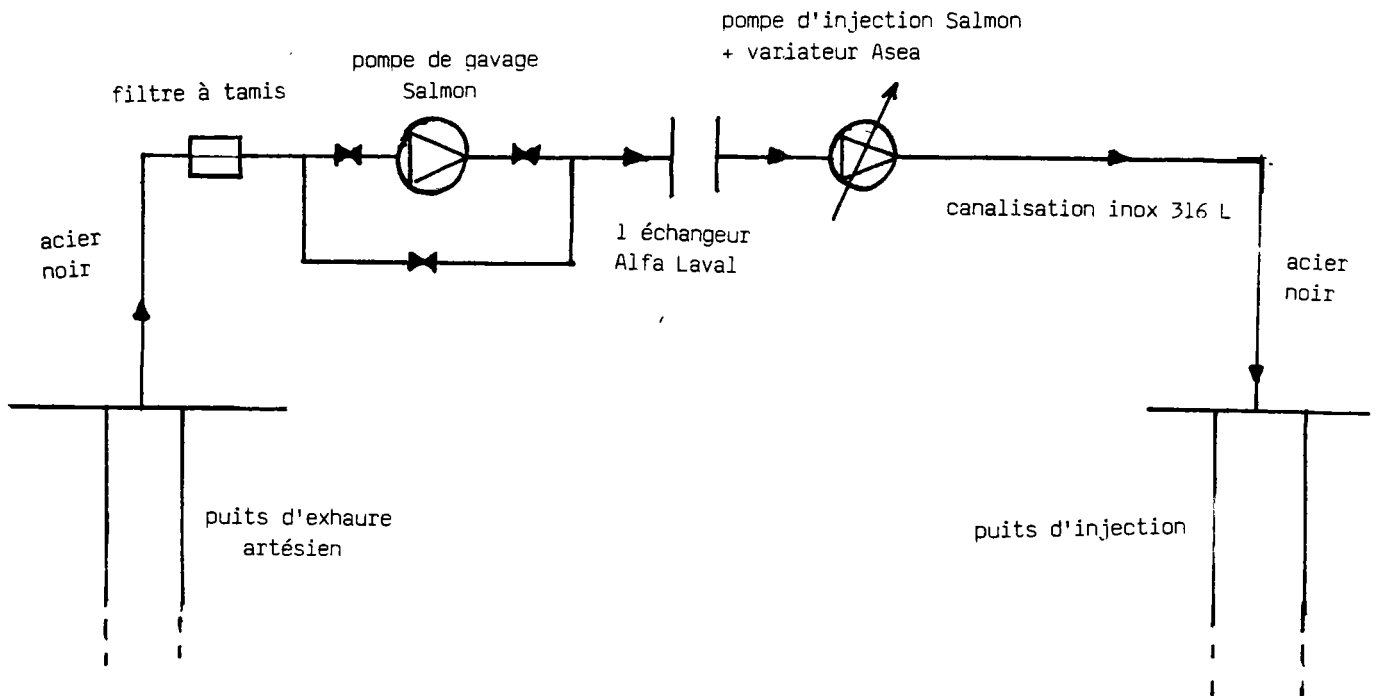 pompe d'injection Salmon
+ variateur Asea
pompe de gavage
Salmon
filtre à tamis
canalisation inox 316 L
acier
noir
1 échangeur
Alfa Laval
acier
noir
puits d'exhaure
artésien
puits d'injection